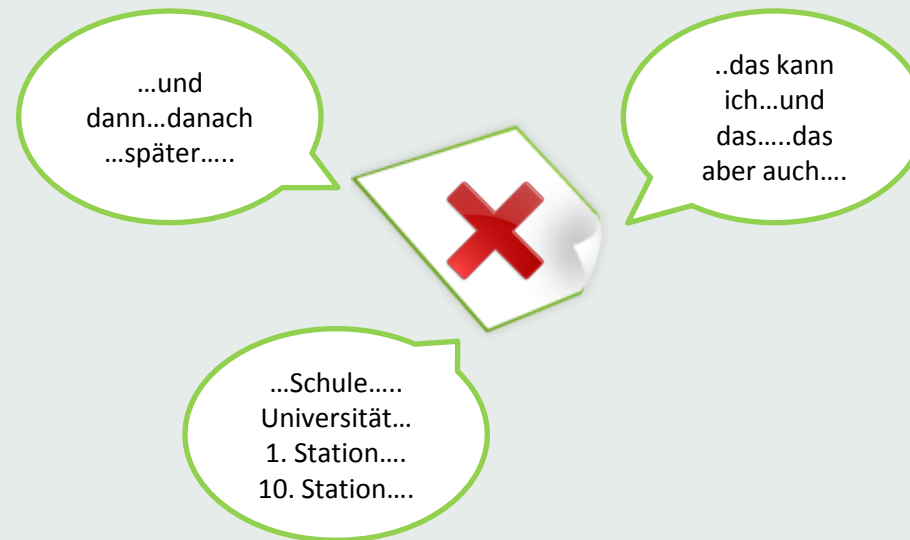 …und
dann…danach
…später…..
..das kann
ich…und
das…..das
aber auch….
…Schule…..
Universität…
1. Station….
10. Station….